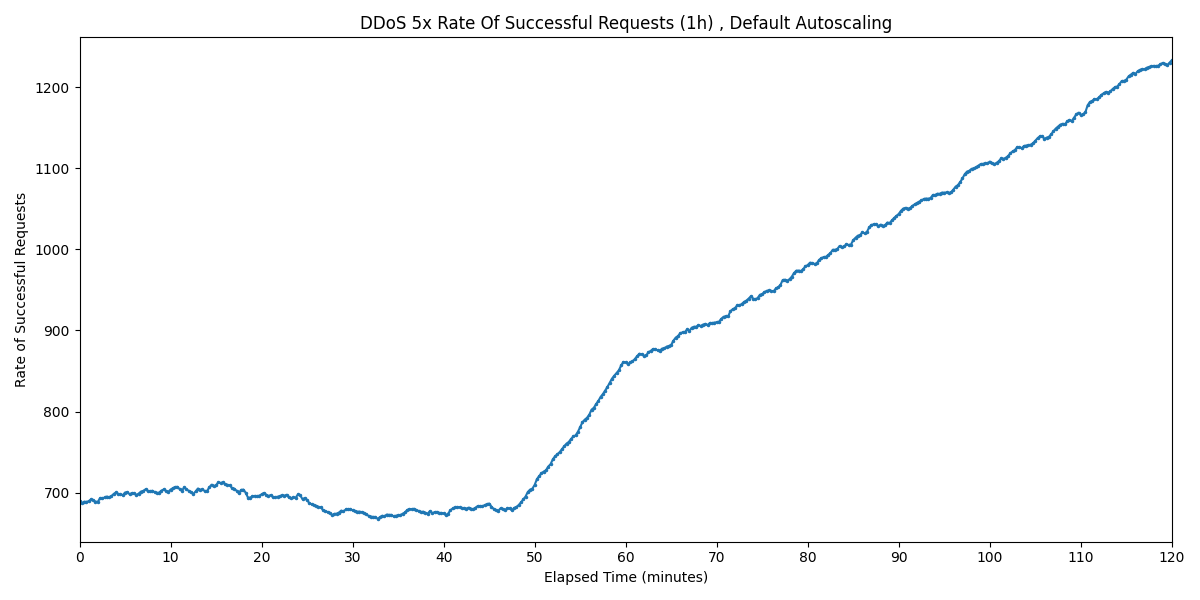 DDoS 5x Rate Of Successful Requests (1h) , Default Autoscaling
Rate of Successful Requests
1200
1100
1000
900
800
700
0 10 20 30 40 50 60 70 80 90 100 110 120
Elapsed Time (minutes)